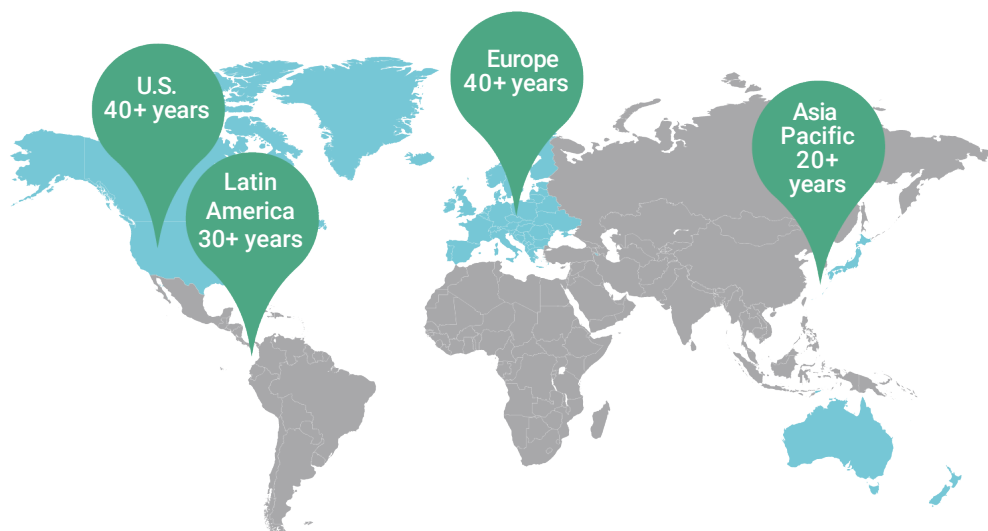 U.S.
40+ years
Latin
America
30+ years
Europe
40+ years
Asia
Pacific
20+
years